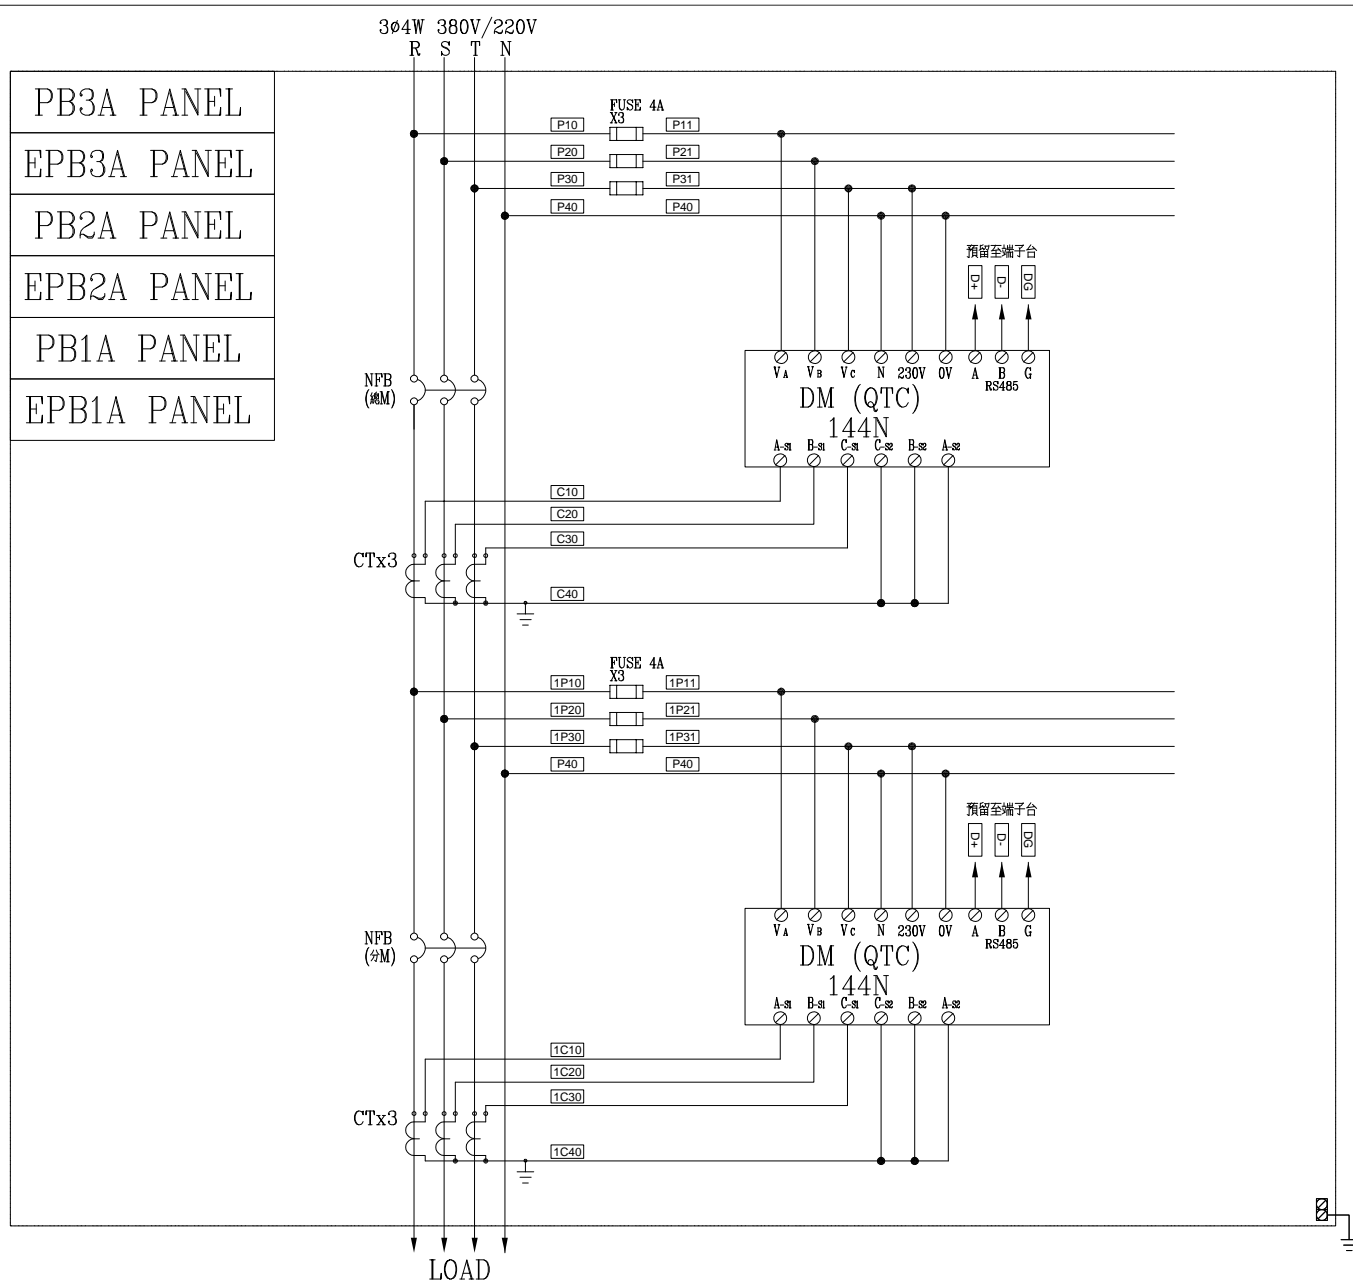 3ø4W 380V/220V
R S T N
PB3A PANEL
EPB3A PANEL
PB2A PANEL
EPB2A PANEL
PB1A PANEL
EPB1A PANEL
FUSE 4A
X3
P10 P11
P20 P21
P30 P31
P40 P40
預留至端子台
D+ D- DG
VA VB VC N 230V 0V A B G
RS485
DM (QTC)
144N
A-S1 B-S1 C-S1 C-S2 B-S2 A-S2
NFB
(總M)
C10
C20
C30
CTx3
C40
FUSE 4A
X3
1P10 1P11
1P20 1P21
1P30 1P31
P40 P40
預留至端子台
D+ D- DG
VA VB VC N 230V 0V A B G
RS485
DM (QTC)
144N
A-S1 B-S1 C-S1 C-S2 B-S2 A-S2
NFB
(分M)
1C10
1C20
1C30
CTx3
1C40
LOAD